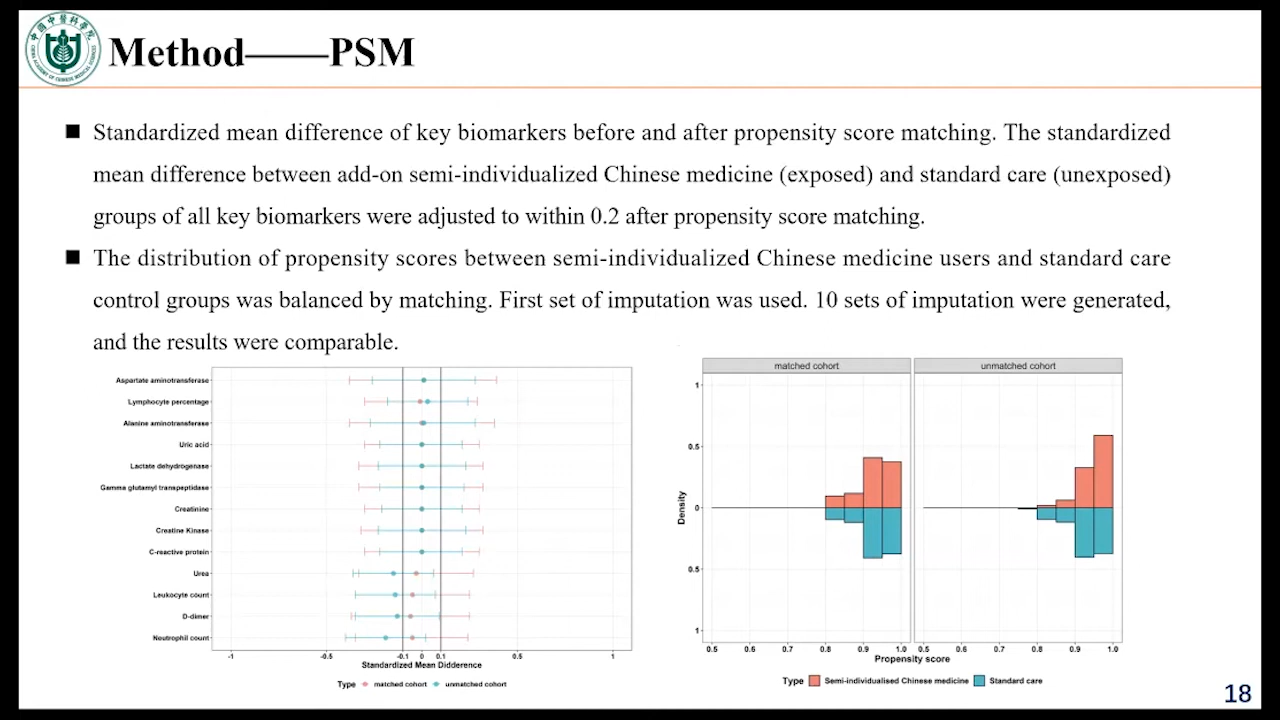 Method——PSM
■ Standardized mean difference of key biomarkers before and after propensity score matching. The standardized
mean difference between add-on semi-individualized Chinese medicine (exposed) and standard care (unexposed)
groups of all key biomarkers were adjusted to within 0.2 after propensity score matching.
■ The distribution of propensity scores between semi-individualized Chinese medicine users and standard care
control groups was balanced by matching. First set of imputation was used. 10 sets of imputation were generated,
and the results were comparable.
Aspartate aminotransferase
Lymphocyte percentage
Alanine aminotransferase
Uric acid
Lactate dehydrogenase
Gamma glutamyl transpeptidase
Creatinine
Creatine Kinase
C-reactive protein
Urea
Leukocyte count
D-dimer
Neutrophil count
-1 -0.5 -0.1 0 0.1 0.5 1
Standardized Mean Didderence
Type matched cohort unmatched cohort
matched cohort unmatched cohort
1
0.5
0
0.5
1
Density
0.5 0.6 0.7 0.8 0.9 1.0 0.5 0.6 0.7 0.8 0.9 1.0
Propensity score
Type Semi-individualised Chinese medicine Standard care
18